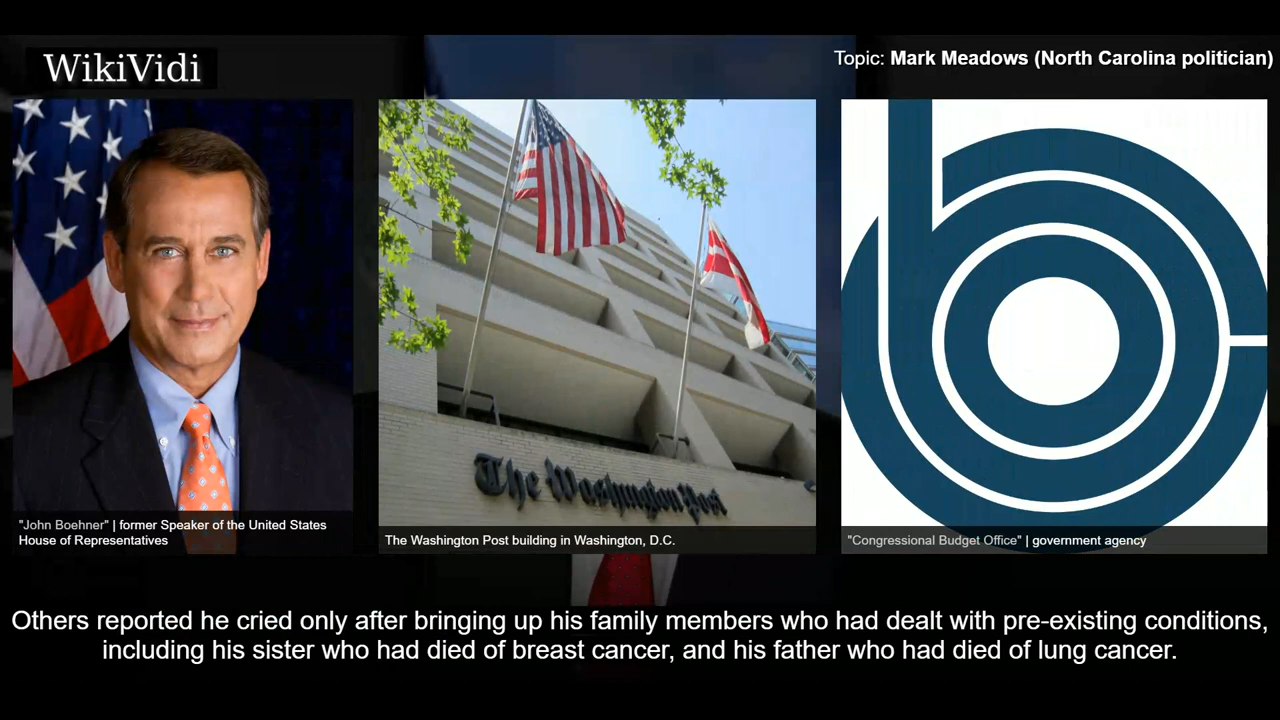 WikiVidi
Topic: Mark Meadows (North Carolina politician)
The Washington Post
"John Boehner" | former Speaker of the United States
House of Representatives
The Washington Post building in Washington, D.C.
"Congressional Budget Office" | government agency
Others reported he cried only after bringing up his family members who had dealt with pre-existing conditions,
including his sister who had died of breast cancer, and his father who had died of lung cancer.